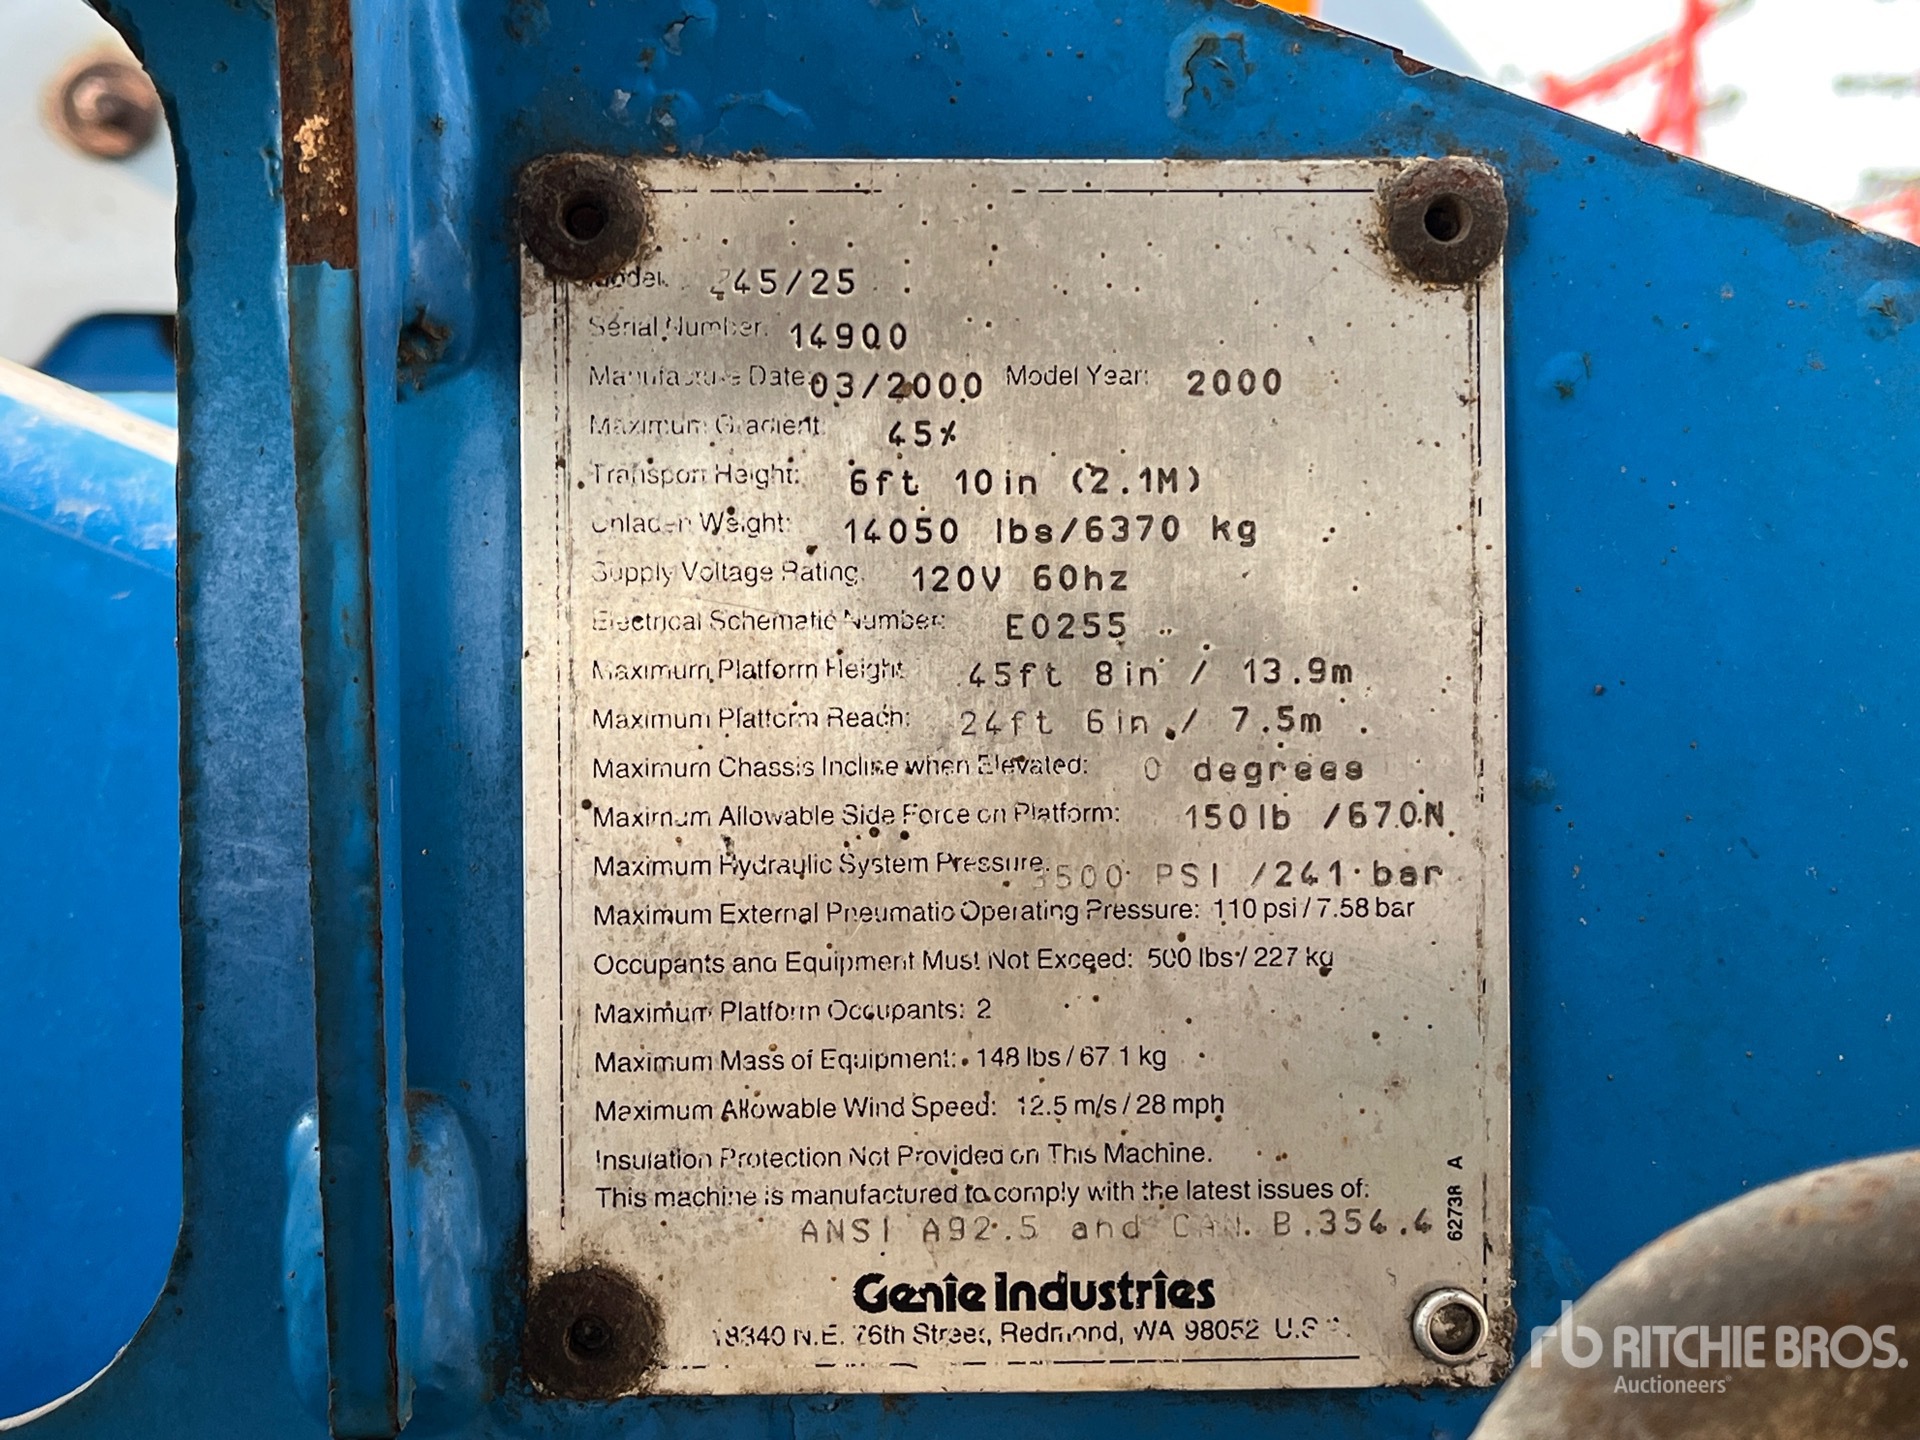 Model: Z45/25
Serial Number: 14900
Manufacture Date: 03/2000 Model Year: 2000
Maximum Gradient: 45%
Transport Height: 6ft 10in (2.1M)
Unladen Weight: 14050 lbs/6370 kg
Supply Voltage Rating: 120V 60hz
Electrical Schematic Number: E0255
Maximum Platform Height: 45ft 8in / 13.9m
Maximum Platform Reach: 24ft 6in / 7.5m
Maximum Chassis Incline when Elevated: 0 degrees
Maximum Allowable Side Force on Platform: 150lb /670N
Maximum Hydraulic System Pressure: 3500 PSI /241 bar
Maximum External Pneumatic Operating Pressure: 110 psi / 7.58 bar
Occupants and Equipment Must Not Exceed: 500 lbs / 227 kg
Maximum Platform Occupants: 2
Maximum Mass of Equipment: 148 lbs / 67.1 kg
Maximum Allowable Wind Speed: 12.5 m/s / 28 mph
Insulation Protection Not Provided on This Machine.
This machine is manufactured to comply with the latest issues of:
ANSI A92.5 and CAN. B.354.4
62738 A
Genie Industries
18340 N.E. 76th Street, Redmond, WA 98052 U.S.A.
rb RITCHIE BROS.
Auctioneers